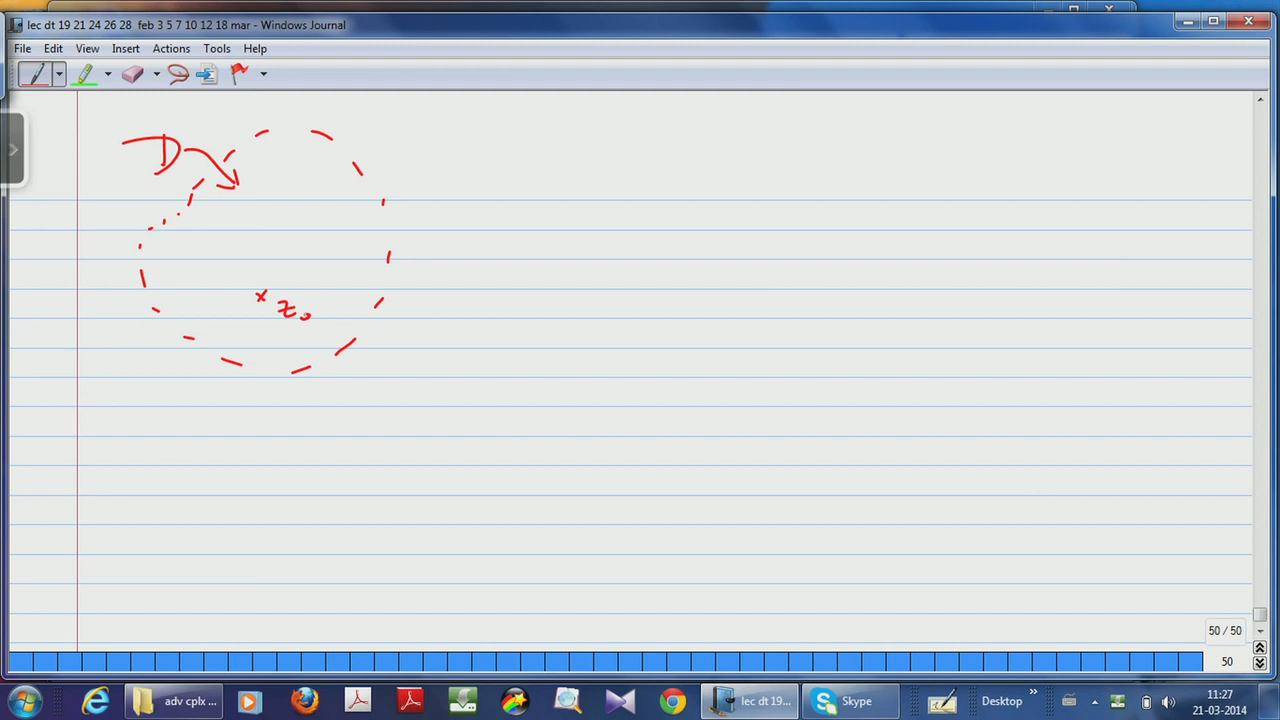 lec dt 19 21 24 26 28 feb 3 5 7 10 12 18 mar - Windows Journal
File Edit View Insert Actions Tools Help
D
z₀
50 / 50
50
adv cplx ...
lec dt 19...
Skype
Desktop
11:27
21-03-2014